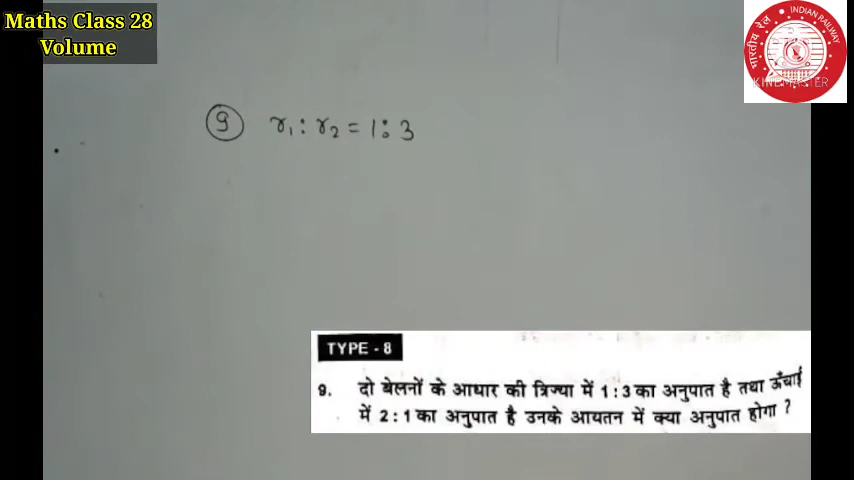 Maths Class 28
Volume
भारतीय रेल INDIAN RAILWAY
KINEMASTER
9 r₁ : r₂ = 1 : 3
TYPE - 8
9. दो बेलनों के आधार की त्रिज्या में 1 : 3 का अनुपात है तथा ऊँचाई
में 2 : 1 का अनुपात है उनके आयतन में क्या अनुपात होगा ?